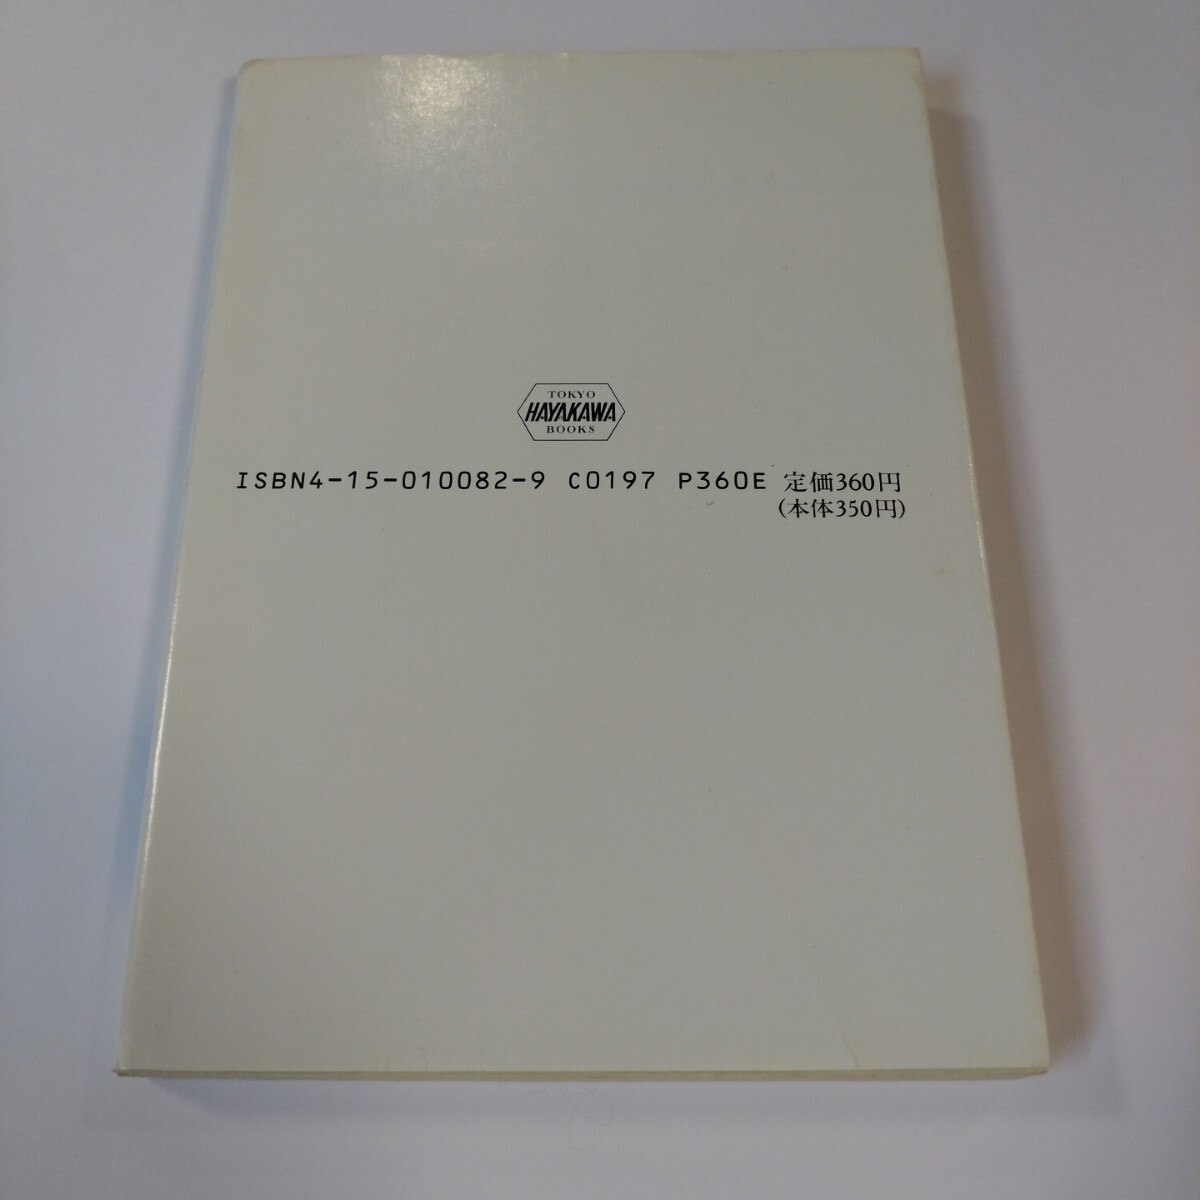 TOKYO
HAYAKAWA
BOOKS
ISBN4-15-010082-9 C0197 P360E 定価360円
(本体350円)